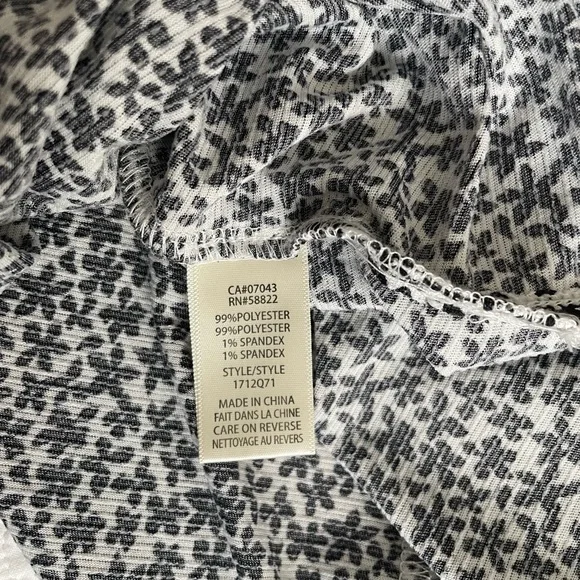 CA#07043
RN#58822
99%POLYESTER
99%POLYESTER
1% SPANDEX
1% SPANDEX
STYLE/STYLE
1712Q71
MADE IN CHINA
FAIT DANS LA CHINE
CARE ON REVERSE
NETTOYAGE AU REVERS